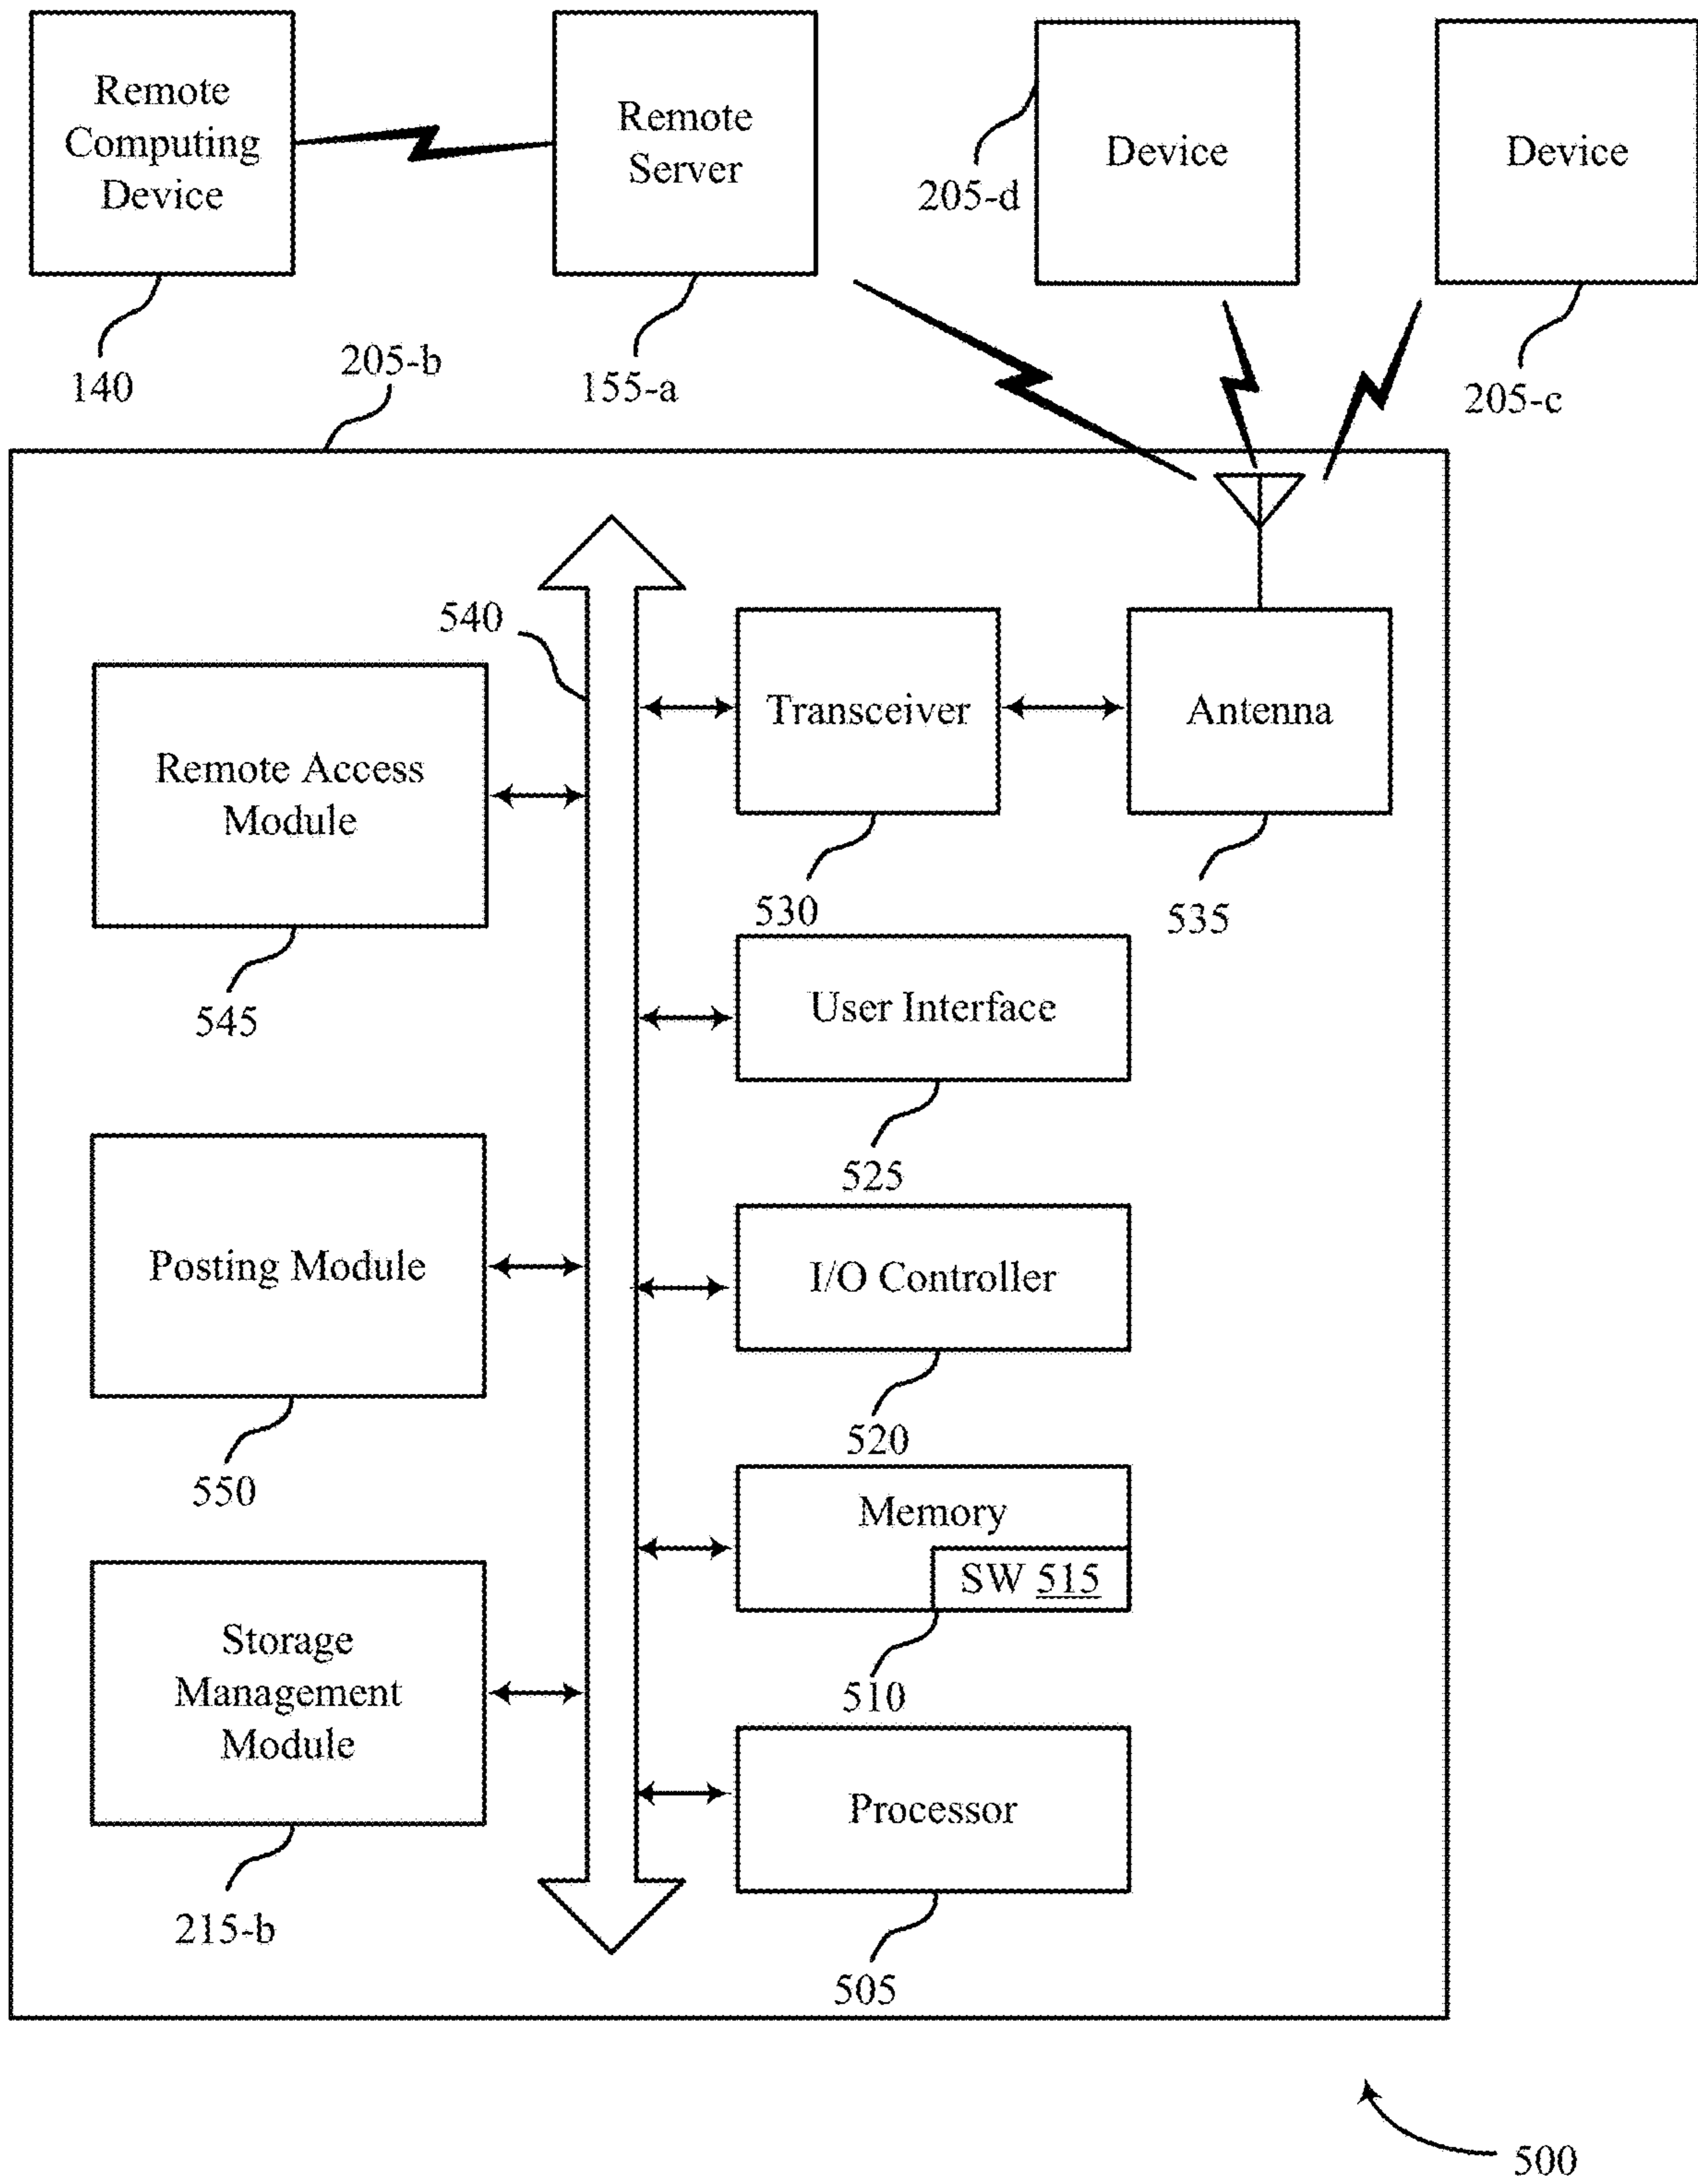 Remote
Computing
Device
140
Remote
Server
155-a
Device
205-d
Device
205-c
205-b
540
Remote Access
Module
545
Posting Module
550
Storage
Management
Module
215-b
Transceiver
530
Antenna
535
User Interface
525
I/O Controller
520
Memory
SW 515
510
Processor
505
500